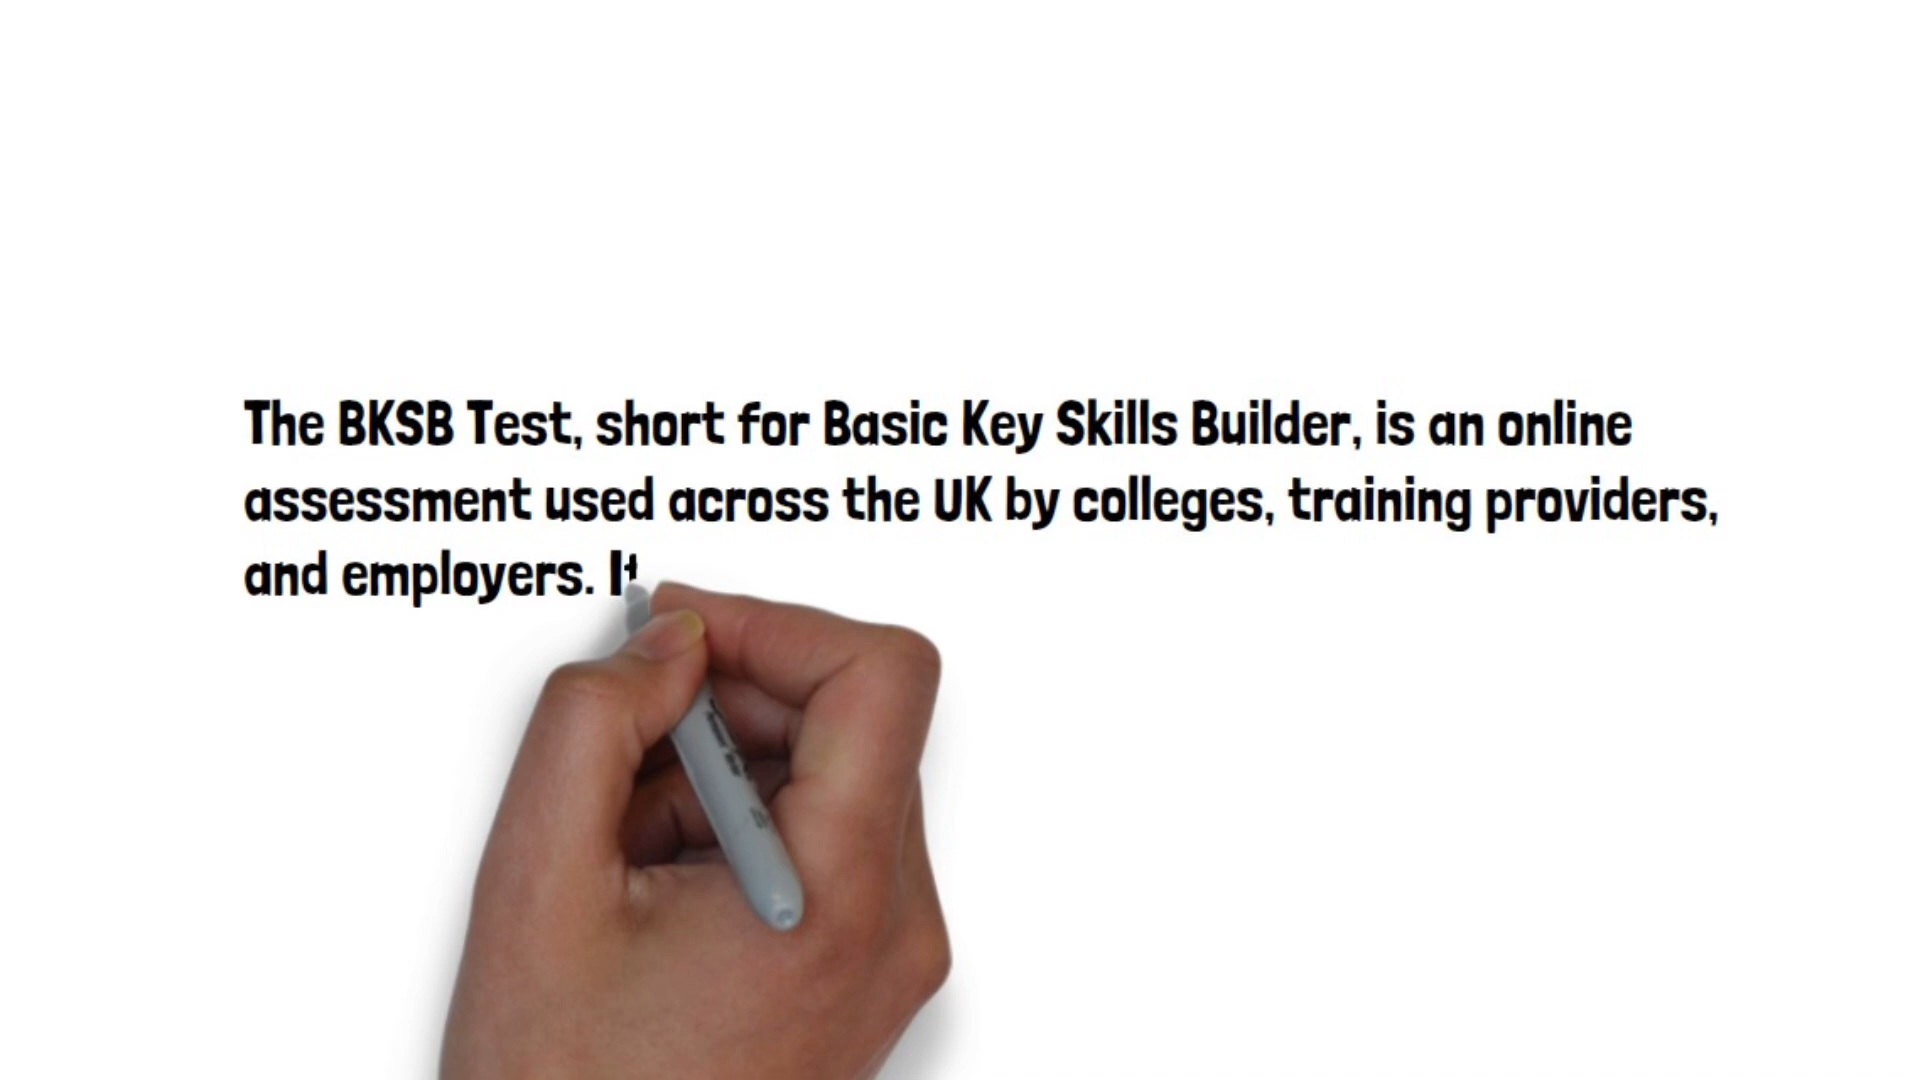 The BKSB Test, short for Basic Key Skills Builder, is an online
assessment used across the UK by colleges, training providers,
and employers. It